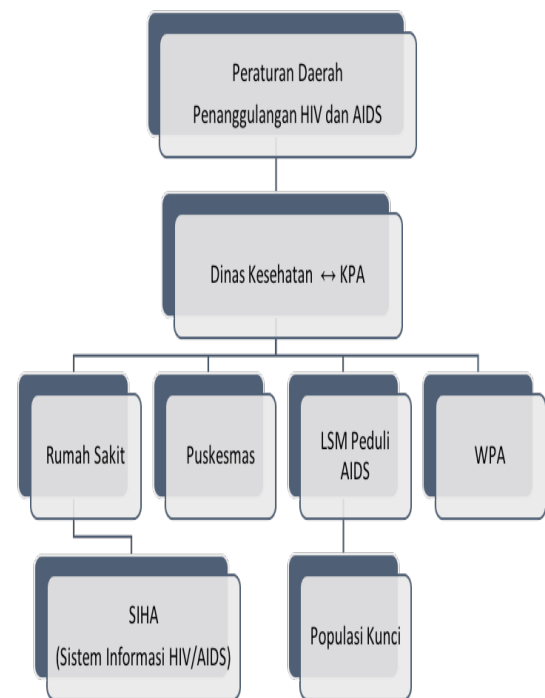 Peraturan Daerah
Penanggulangan HIV dan AIDS
Dinas Kesehatan ↔ KPA
Rumah Sakit
Puskesmas
LSM Peduli
AIDS
WPA
SIHA
(Sistem Informasi HIV/AIDS)
Populasi Kunci